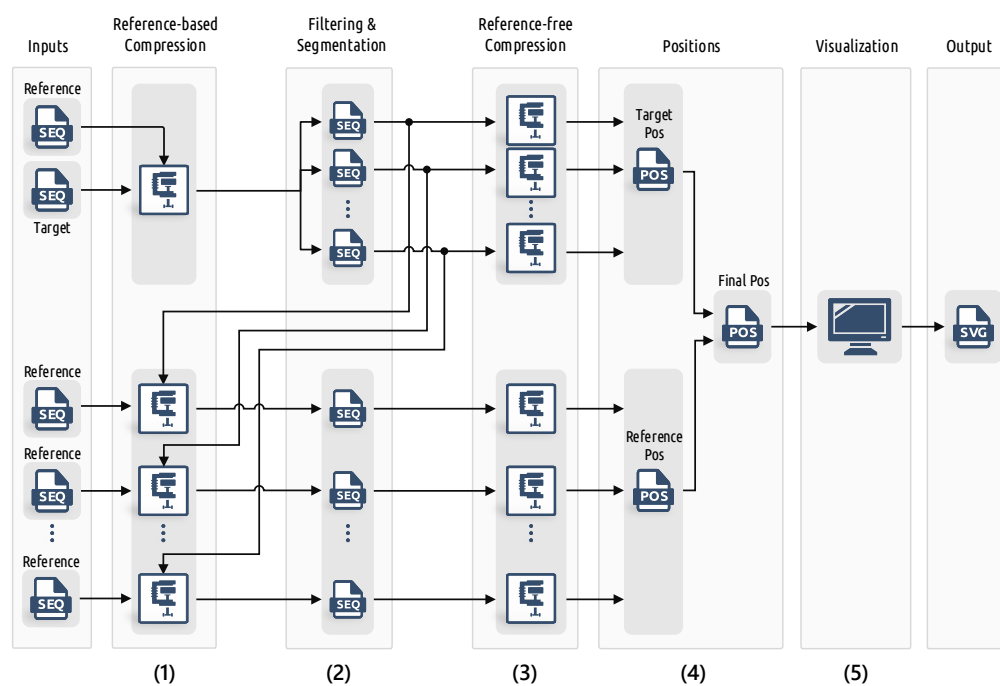 Inputs
Reference-based
Compression
Filtering &
Segmentation
Reference-free
Compression
Positions
Visualization
Output
Reference
SEQ
SEQ
Target
SEQ
SEQ
SEQ
Target
Pos
POS
Final Pos
POS
SVG
Reference
SEQ
SEQ
Reference
SEQ
SEQ
Reference
Pos
POS
Reference
SEQ
SEQ
(1)
(2)
(3)
(4)
(5)